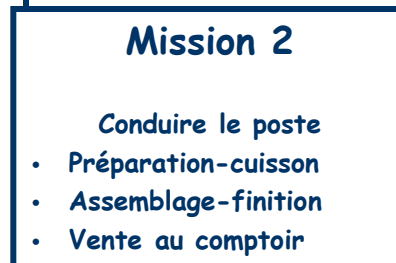 Mission 2
Conduire le poste
• Préparation-cuisson
• Assemblage-finition
• Vente au comptoir